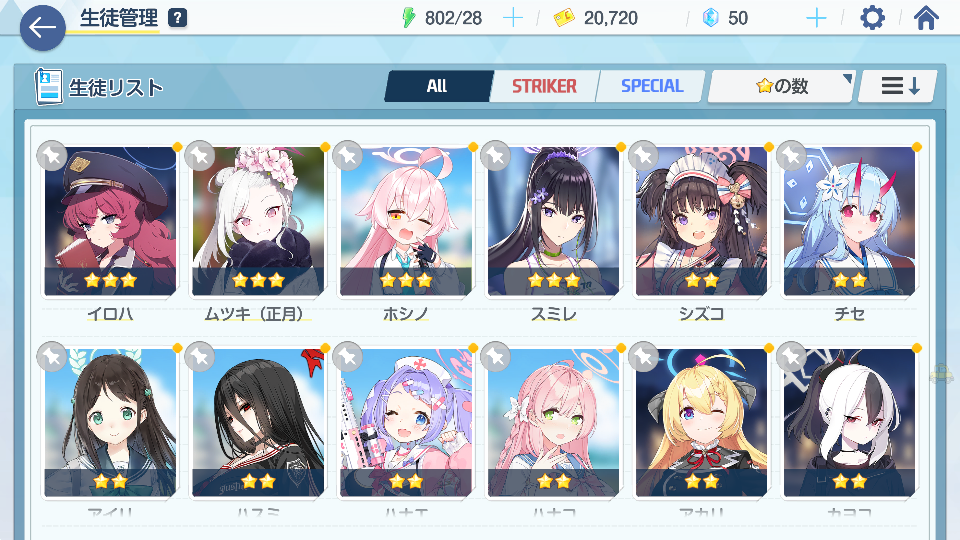 生徒管理 ? 802/28 20,720 50
生徒リスト All STRIKER SPECIAL の数
イロハ ムツキ（正月） ホシノ スミレ シズコ チセ
アイリ ハスミ ハナエ ハナコ アカリ カヨコ